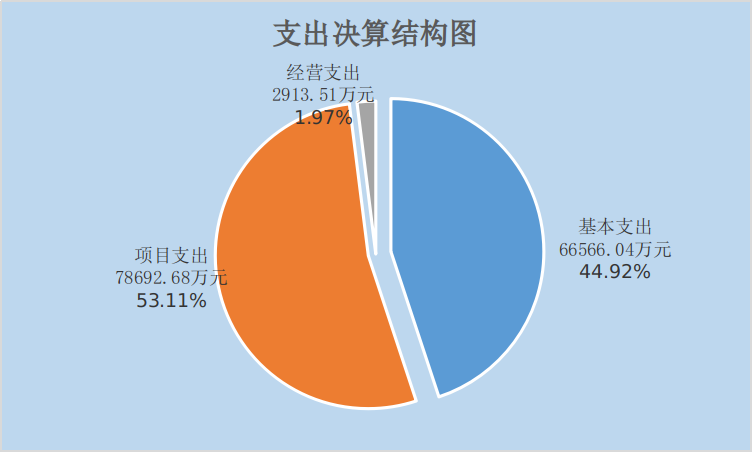 支出决算结构图
经营支出
2913.51万元
1.97%
基本支出
66566.04万元
44.92%
项目支出
78692.68万元
53.11%